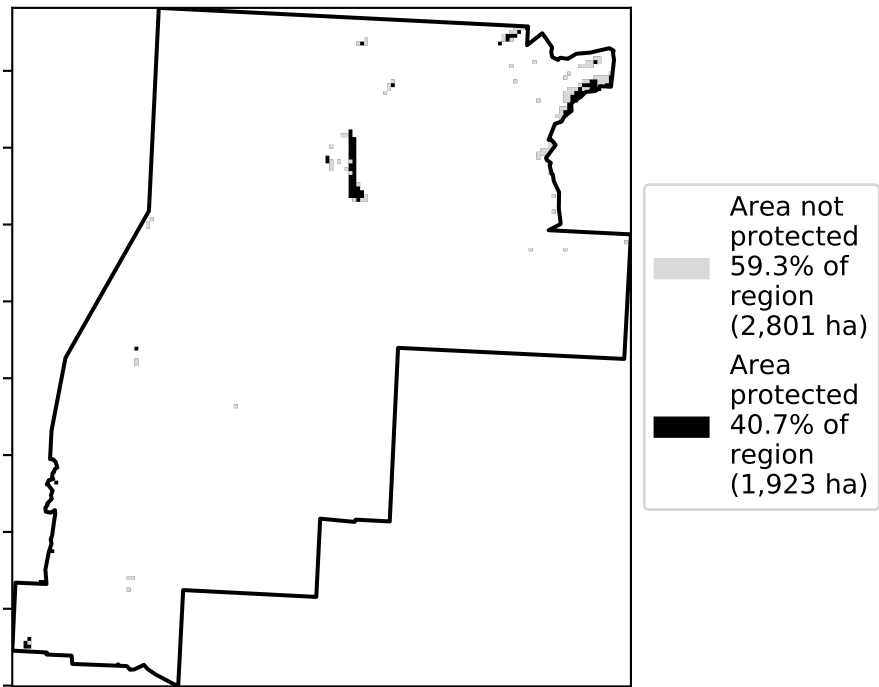 Area not
protected
59.3% of
region
(2,801 ha)
Area
protected
40.7% of
region
(1,923 ha)